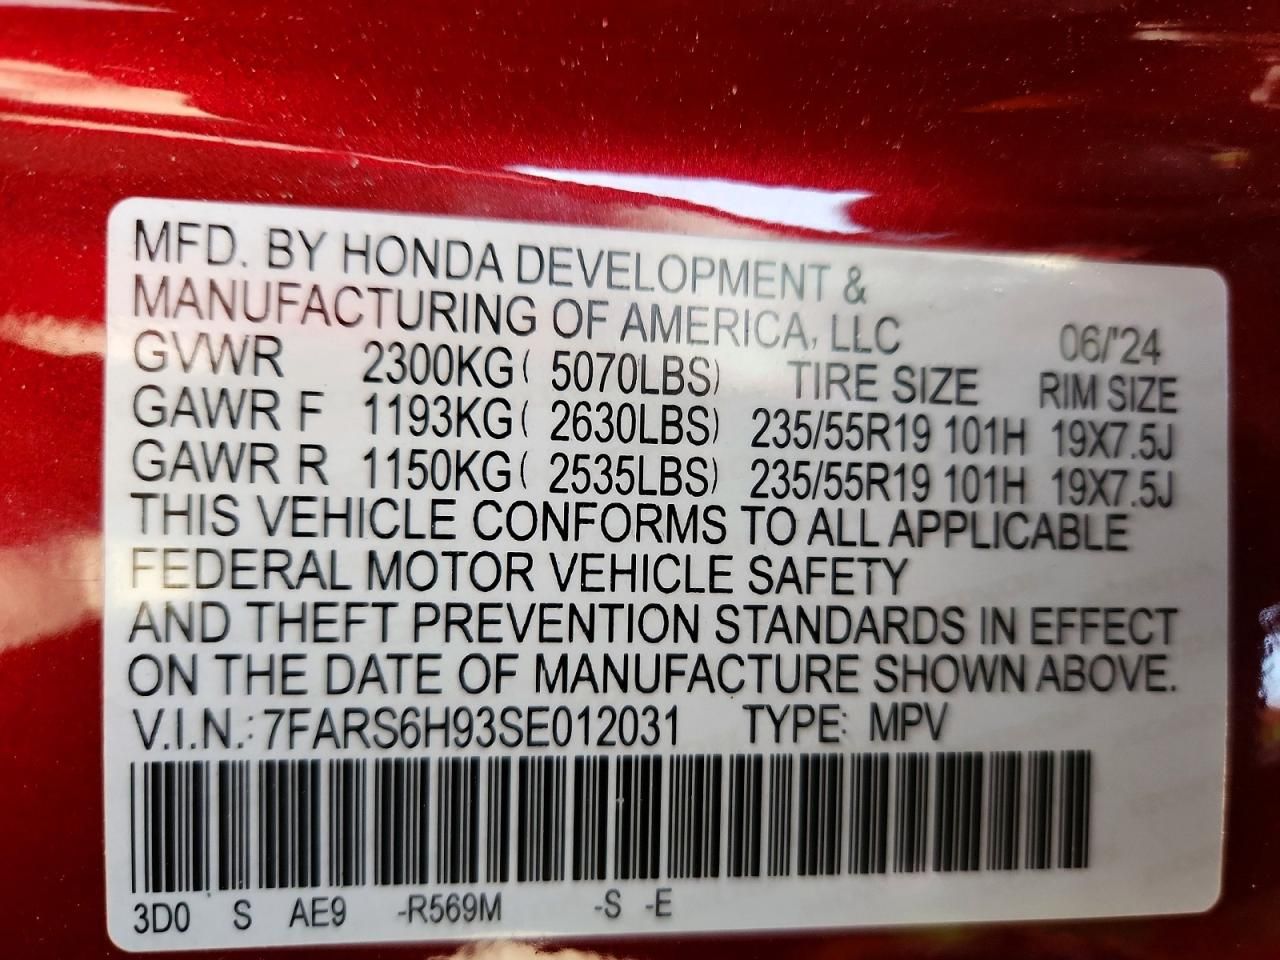 MFD. BY HONDA DEVELOPMENT &
MANUFACTURING OF AMERICA, LLC 06/'24
GVWR 2300KG( 5070LBS) TIRE SIZE RIM SIZE
GAWR F 1193KG( 2630LBS) 235/55R19 101H 19X7.5J
GAWR R 1150KG( 2535LBS) 235/55R19 101H 19X7.5J
THIS VEHICLE CONFORMS TO ALL APPLICABLE
FEDERAL MOTOR VEHICLE SAFETY
AND THEFT PREVENTION STANDARDS IN EFFECT
ON THE DATE OF MANUFACTURE SHOWN ABOVE.
V.I.N.: 7FARS6H93SE012031 TYPE: MPV
3D0 S AE9 -R569M -S -E